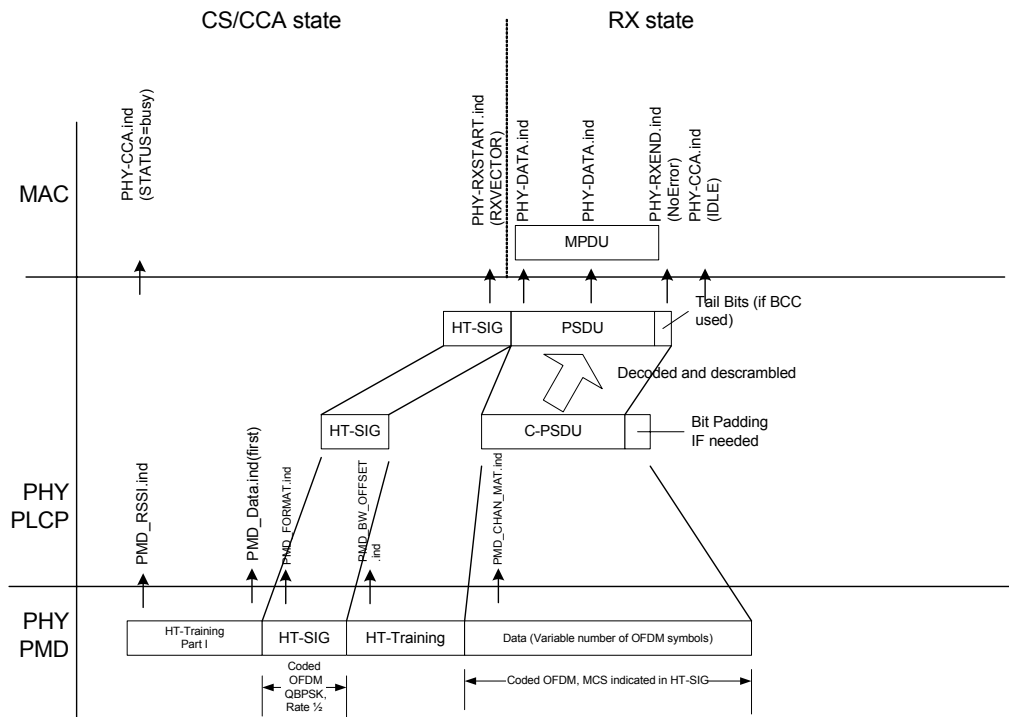 CS/CCA state
RX state
MAC
PHY-CCA.ind
(STATUS=busy)
PHY-RXSTART.ind
(RXVECTOR)
PHY-DATA.ind
PHY-DATA.ind
PHY-RXEND.ind
(NoError)
PHY-CCA.ind
(IDLE)
MPDU
HT-SIG
PSDU
Tail Bits (if BCC
used)
Decoded and descrambled
HT-SIG
C-PSDU
Bit Padding
IF needed
PHY
PLCP
PMD_RSSI.ind
PMD_Data.ind(first)
PMD_FORMAT.ind
PMD_BW_OFFSET
.ind
PMD_CHAN_MAT.ind
PHY
PMD
HT-Training
Part I
HT-SIG
HT-Training
Data (Variable number of OFDM symbols)
Coded
OFDM
QBPSK,
Rate ½
Coded OFDM, MCS indicated in HT-SIG